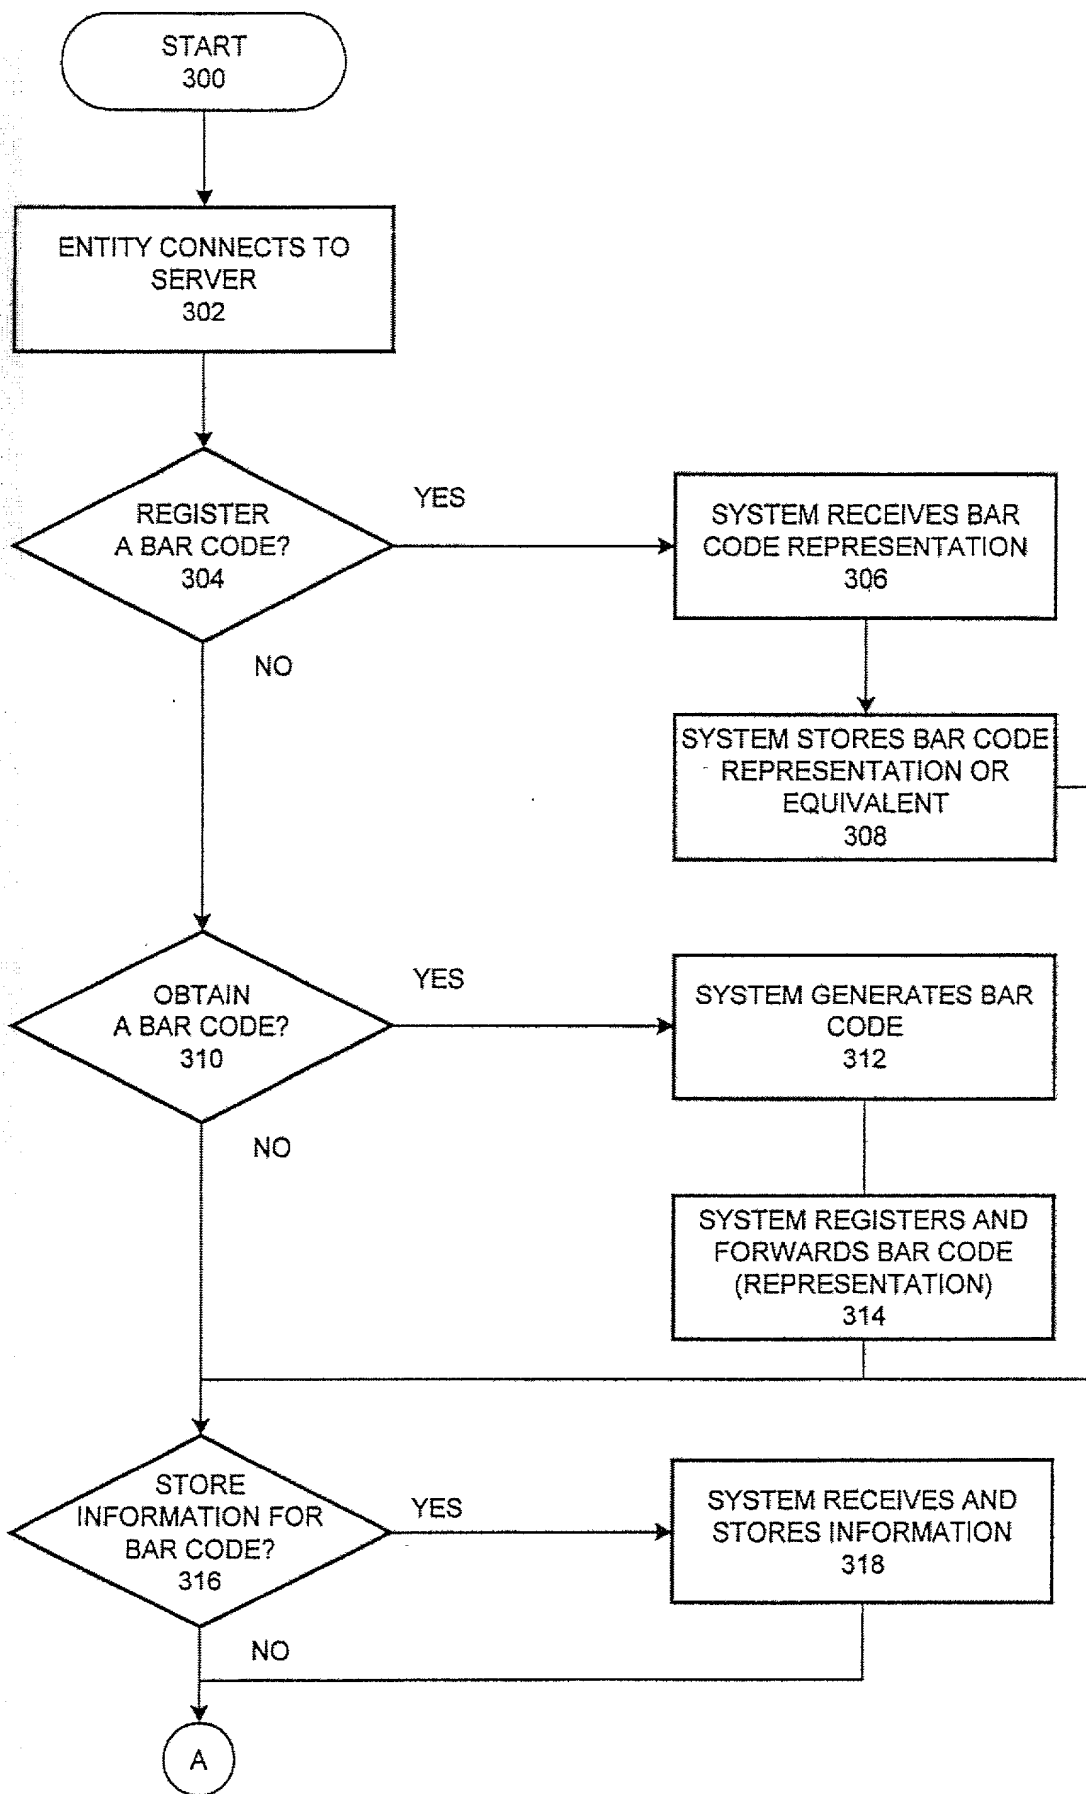 START
300
ENTITY CONNECTS TO
SERVER
302
REGISTER
A BAR CODE?
304
YES
NO
SYSTEM RECEIVES BAR
CODE REPRESENTATION
306
SYSTEM STORES BAR CODE
REPRESENTATION OR
EQUIVALENT
308
OBTAIN
A BAR CODE?
310
YES
NO
SYSTEM GENERATES BAR
CODE
312
SYSTEM REGISTERS AND
FORWARDS BAR CODE
(REPRESENTATION)
314
STORE
INFORMATION FOR
BAR CODE?
316
YES
NO
SYSTEM RECEIVES AND
STORES INFORMATION
318
A